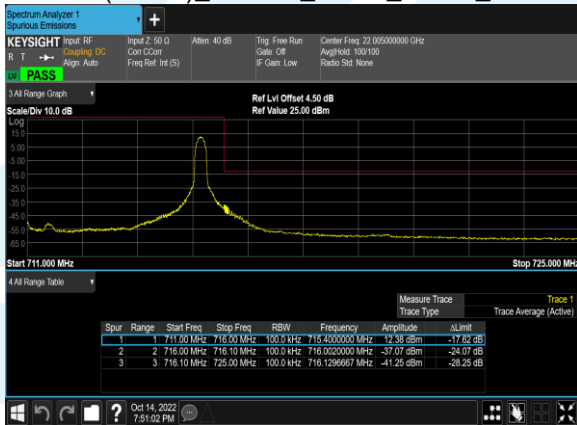 Spectrum Analyzer 1
Spurious Emissions
KEYSIGHT Input: RF Input Z: 50 Ω Atten: 40 dB Trig: Free Run Center Freq: 22.005000000 GHz
R T Coupling: DC Corr CCorr Gate: Off Avg|Hold: 100/100
Align: Auto Freq Ref: Int (S) IF Gain: Low Radio Std: None
PASS
3 All Range Graph
Ref Lvl Offset 4.50 dB
Scale/Div 10.0 dB Ref Value 25.00 dBm
Log
15.0
5.00
-5.00
-15.0
-25.0
-35.0
-45.0
-55.0
-65.0
Start 711.000 MHz Stop 725.000 MHz
4 All Range Table
Measure Trace Trace 1
Trace Type Trace Average (Active)
Spur Range Start Freq Stop Freq RBW Frequency Amplitude ΔLimit
1 1 711.00 MHz 716.00 MHz 100.0 kHz 715.4000000 MHz 12.38 dBm -17.62 dB
2 2 716.00 MHz 716.10 MHz 100.0 kHz 716.0020000 MHz -37.07 dBm -24.07 dB
3 3 716.10 MHz 725.00 MHz 100.0 kHz 716.1296667 MHz -41.25 dBm -28.25 dB
? Oct 14, 2022
7:51:02 PM